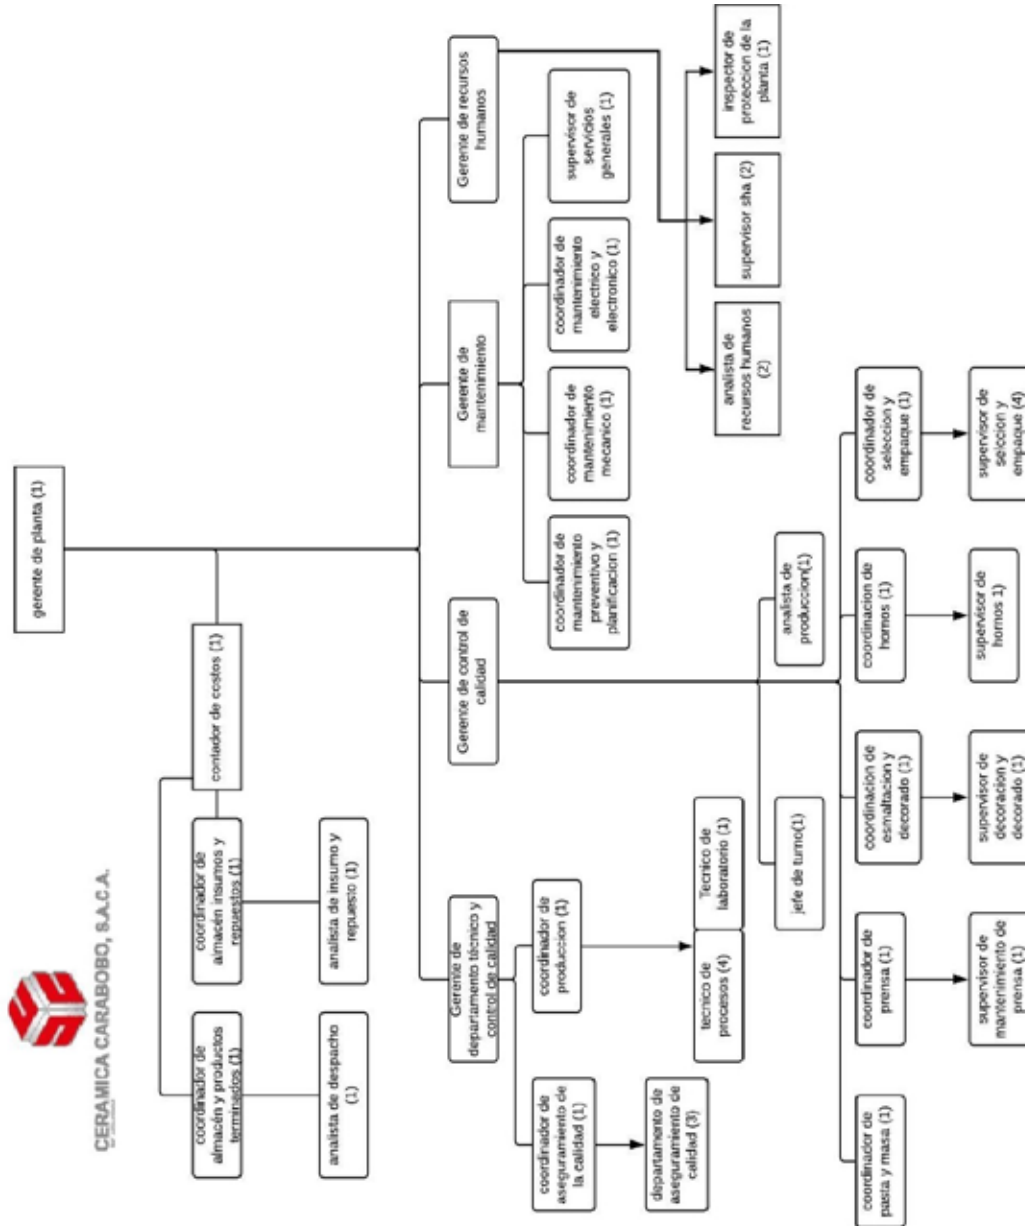 CERAMICA CARABOBO, S.A.C.A.
gerente de planta (1)
contador de costos (1)
coordinador de
almacén y productos
terminados (1)
coordinador de
almacén insumos y
repuestos (1)
analista de despacho
(1)
analista de insumo y
repuesto (1)
Gerente de
departamento técnico y
control de calidad
Gerente de control de
calidad
Gerente de
mantenimiento
Gerente de recursos
humanos
coordinador de
aseguramiento de
la calidad (1)
coordinador de
produccion (1)
coordinador de
mantenimiento
preventivo y
planificacion (1)
coordinador de
mantenimiento
mecanico (1)
coordinador de
mantenimiento
electrico y
electronico (1)
supervisor de
servicios
generales (1)
departamento de
aseguramiento de
calidad (3)
tecnico de
procesos (4)
Tecnico de
laboratorio (1)
analista de
recursos humanos
(2)
supervisor sha (2)
inspector de
proteccion de la
planta (1)
jefe de turno(1)
analista de
produccion(1)
coordinador de
pasta y masa (1)
coordinador de
prensa (1)
coordinacion de
esmaltacion y
decorado (1)
coordinacion de
hornos (1)
coordinador de
seleccion y
empaque (1)
supervisor de
mantenimiento de
prensa (1)
supervisor de
decoracion y
decorado (1)
supervisor de
hornos 1)
supervisor de
selccion y
empaque (4)